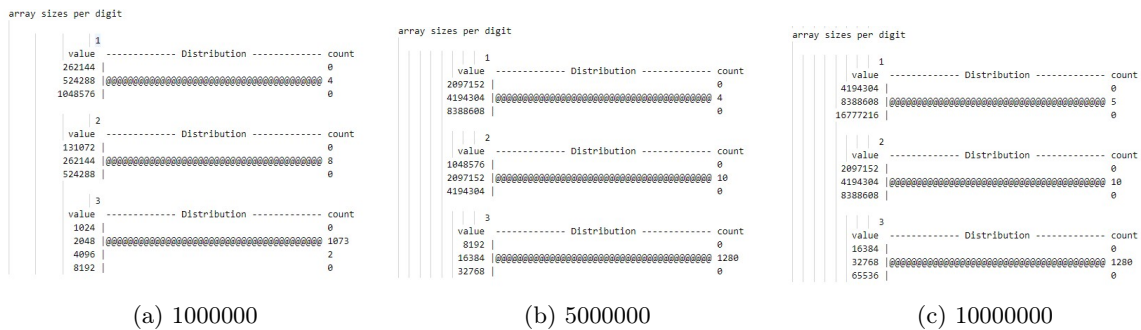 array sizes per digit
1
value ------------- Distribution ------------- count
262144 | 0
524288 |@@@@@@@@@@@@@@@@@@@@@@@@@@@@@@@@@@@@@@@@ 4
1048576 | 0
2
value ------------- Distribution ------------- count
131072 | 0
262144 |@@@@@@@@@@@@@@@@@@@@@@@@@@@@@@@@@@@@@@@@ 8
524288 | 0
3
value ------------- Distribution ------------- count
1024 | 0
2048 |@@@@@@@@@@@@@@@@@@@@@@@@@@@@@@@@@@@@@@@@ 1073
4096 | 2
8192 | 0
(a) 1000000
array sizes per digit
1
value ------------- Distribution ------------- count
2097152 | 0
4194304 |@@@@@@@@@@@@@@@@@@@@@@@@@@@@@@@@@@@@@@@@ 4
8388608 | 0
2
value ------------- Distribution ------------- count
1048576 | 0
2097152 |@@@@@@@@@@@@@@@@@@@@@@@@@@@@@@@@@@@@@@@@ 10
4194304 | 0
3
value ------------- Distribution ------------- count
8192 | 0
16384 |@@@@@@@@@@@@@@@@@@@@@@@@@@@@@@@@@@@@@@@@ 1280
32768 | 0
(b) 5000000
array sizes per digit
1
value ------------- Distribution ------------- count
4194304 | 0
8388608 |@@@@@@@@@@@@@@@@@@@@@@@@@@@@@@@@@@@@@@@@ 5
16777216 | 0
2
value ------------- Distribution ------------- count
2097152 | 0
4194304 |@@@@@@@@@@@@@@@@@@@@@@@@@@@@@@@@@@@@@@@@ 10
8388608 | 0
3
value ------------- Distribution ------------- count
16384 | 0
32768 |@@@@@@@@@@@@@@@@@@@@@@@@@@@@@@@@@@@@@@@@ 1280
65536 | 0
(c) 10000000